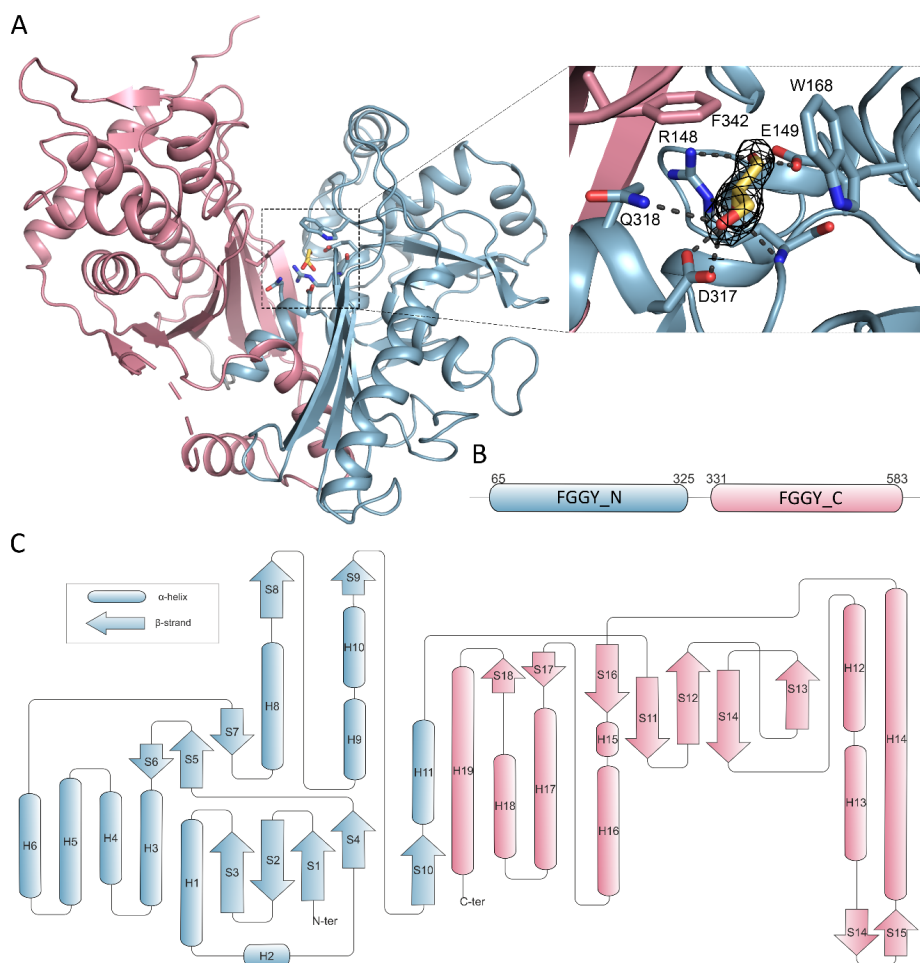 A
W168
F342
R148
E149
Q318
D317
B
65
325
331
583
FGGY_N
FGGY_C
C
α-helix
β-strand
S8
S9
H10
H12
S18
S17
S16
S11
S12
S14
S13
H8
S7
S6
S5
H9
H11
H19
H15
H14
H18
H17
H16
H13
H6
H5
H4
H3
H1
S3
S2
S1
S4
S10
N-ter
C-ter
H2
S14
S15